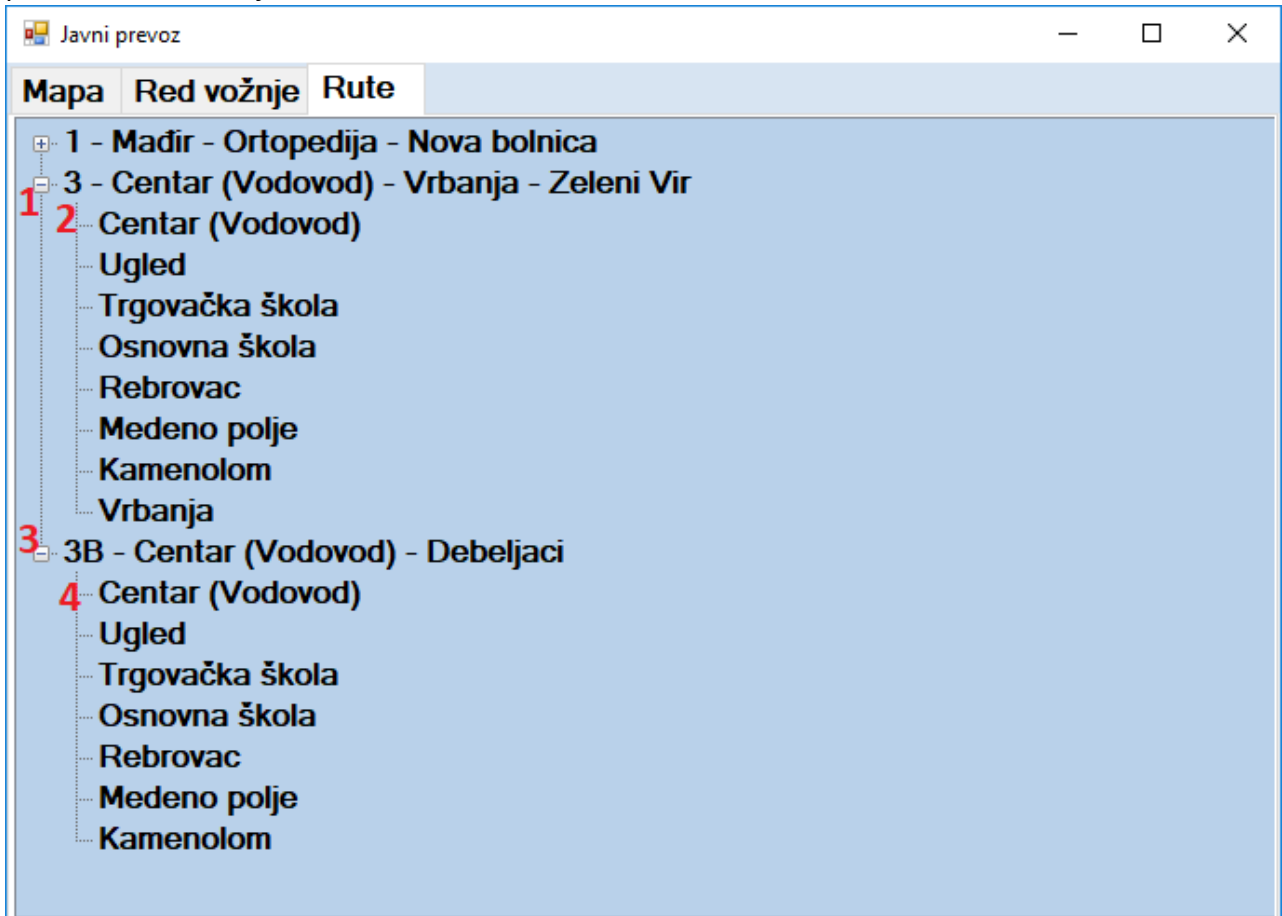 Javni prevoz
Mapa Red vožnje Rute
1 - Mađir - Ortopedija - Nova bolnica
3 - Centar (Vodovod) - Vrbanja - Zeleni Vir
1
2 Centar (Vodovod)
Ugled
Trgovačka škola
Osnovna škola
Rebrovac
Medeno polje
Kamenolom
Vrbanja
3 3B - Centar (Vodovod) - Debeljaci
4 Centar (Vodovod)
Ugled
Trgovačka škola
Osnovna škola
Rebrovac
Medeno polje
Kamenolom